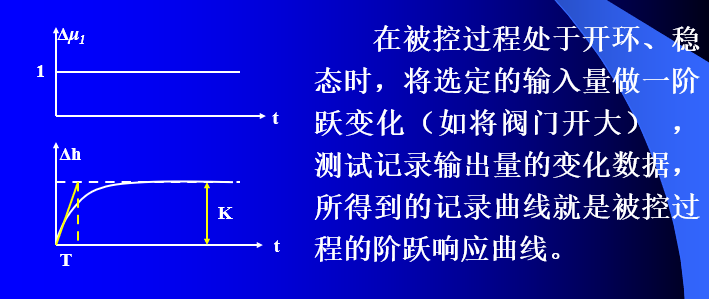 Δμ1
1
t
Δh
K
T
t
在被控过程处于开环、稳
态时，将选定的输入量做一阶
跃变化（如将阀门开大），
测试记录输出量的变化数据，
所得到的记录曲线就是被控过
程的阶跃响应曲线。